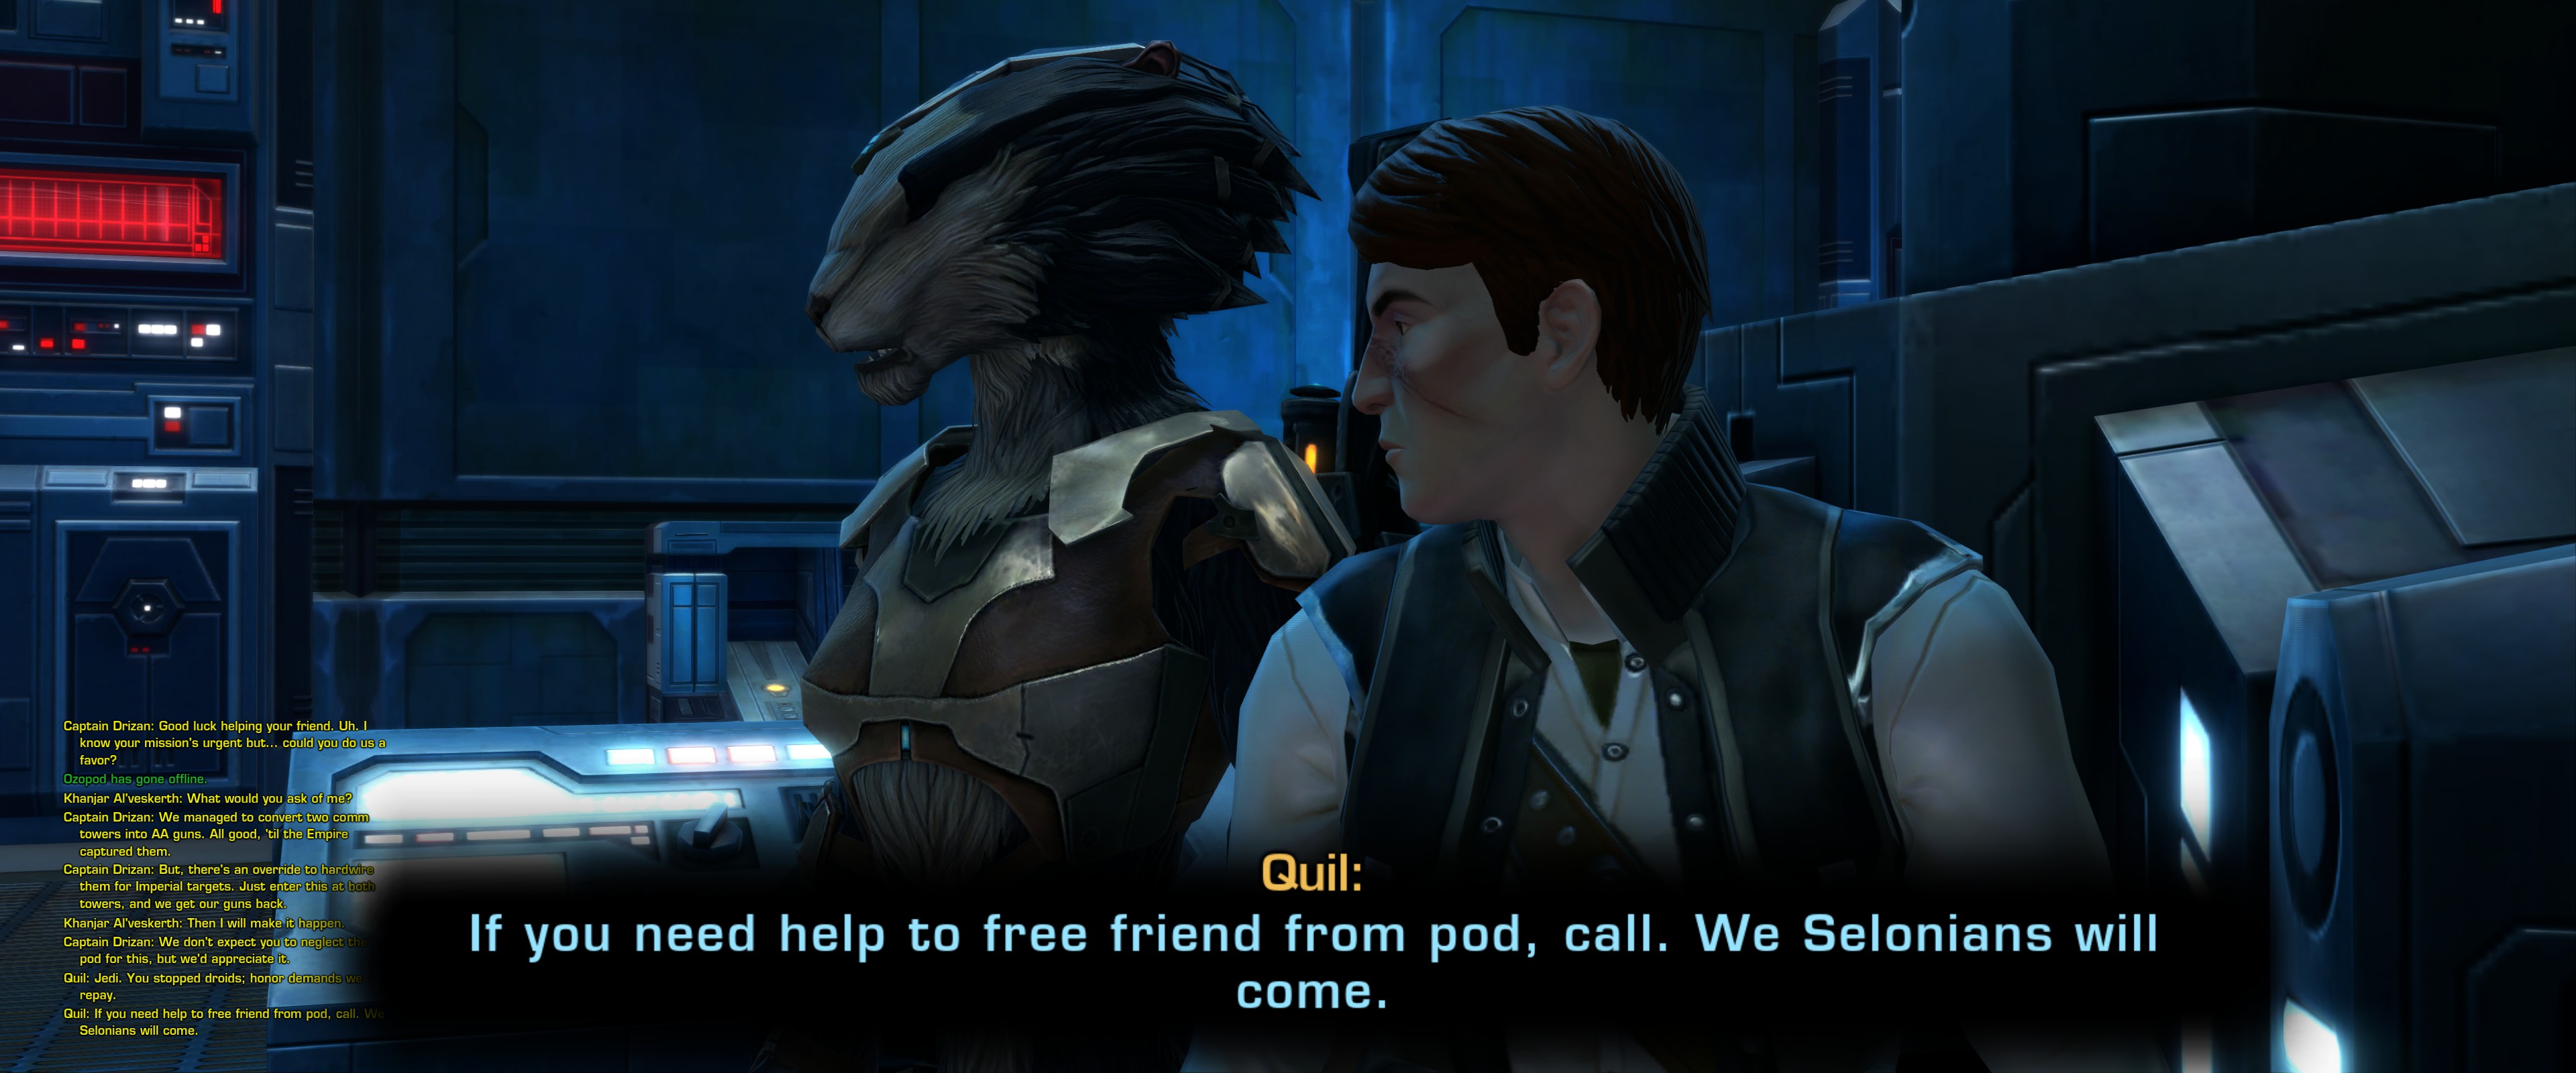 Captain Drizan: Good luck helping your friend. Uh. I
know your mission's urgent but... could you do us a
favor?
Ozopod has gone offline.
Khanjar Al'veskerth: What would you ask of me?
Captain Drizan: We managed to convert two comm
towers into AA guns. All good, 'til the Empire
captured them.
Captain Drizan: But, there's an override to hardwire
them for Imperial targets. Just enter this at both
towers, and we get our guns back.
Khanjar Al'veskerth: Then I will make it happen.
Captain Drizan: We don't expect you to neglect the
pod for this, but we'd appreciate it.
Quil: Jedi. You stopped droids; honor demands we
repay.
Quil: If you need help to free friend from pod, call. We
Selonians will come.
Quil:
If you need help to free friend from pod, call. We Selonians will
come.